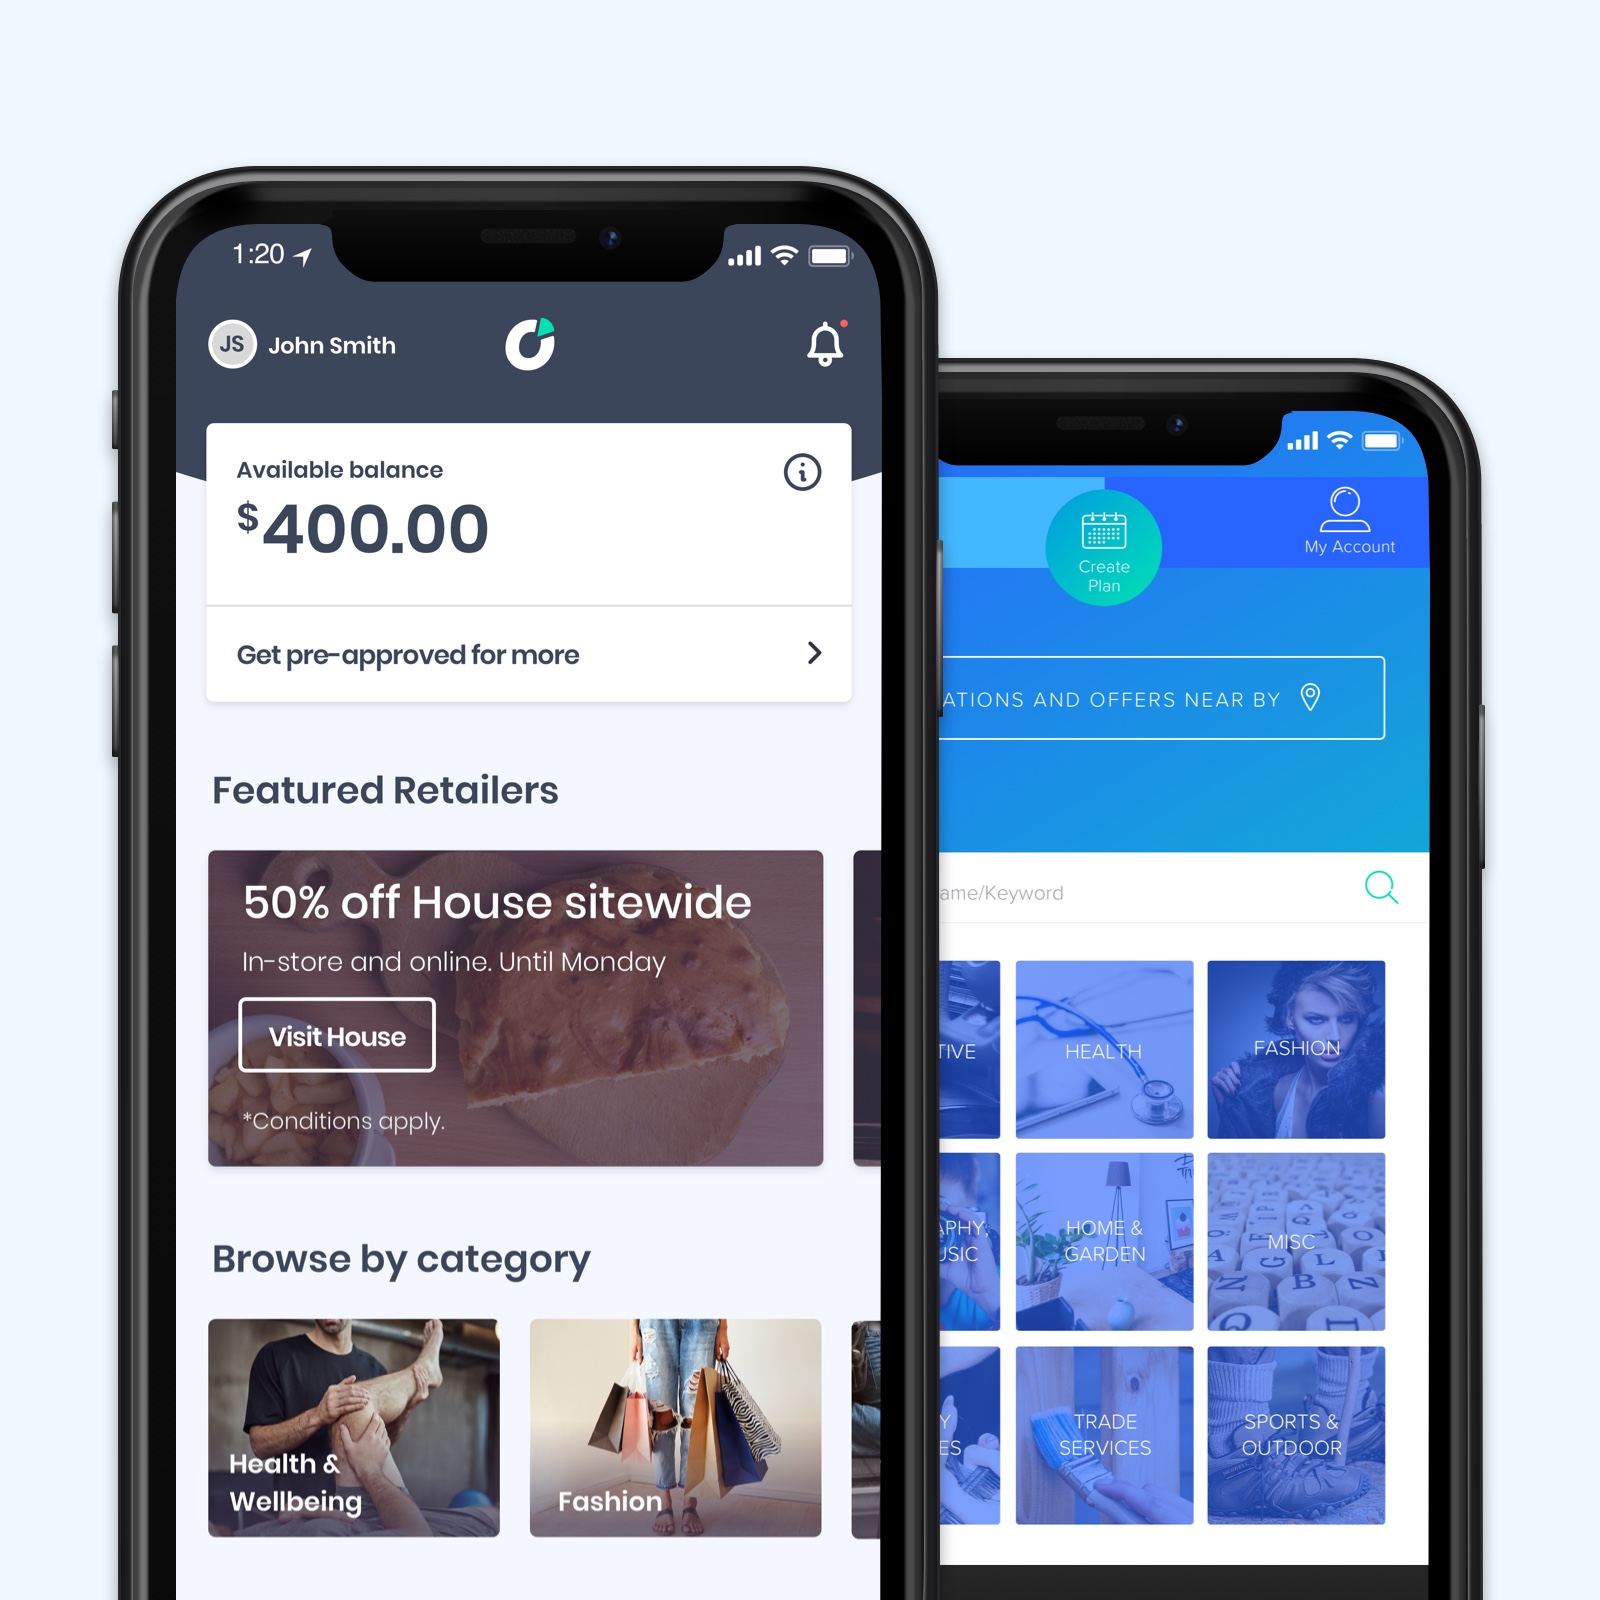 1:20
JS
John Smith
Available balance
$400.00
Get pre-approved for more
Featured Retailers
50% off House sitewide
In-store and online. Until Monday
Visit House
*Conditions apply.
Browse by category
Health &
Wellbeing
Fashion
My Account
Create
Plan
ATIONS AND OFFERS NEAR BY
ame/Keyword
TIVE
HEALTH
FASHION
APHY,
USIC
HOME &
GARDEN
MISC
Y
ES
TRADE
SERVICES
SPORTS &
OUTDOOR